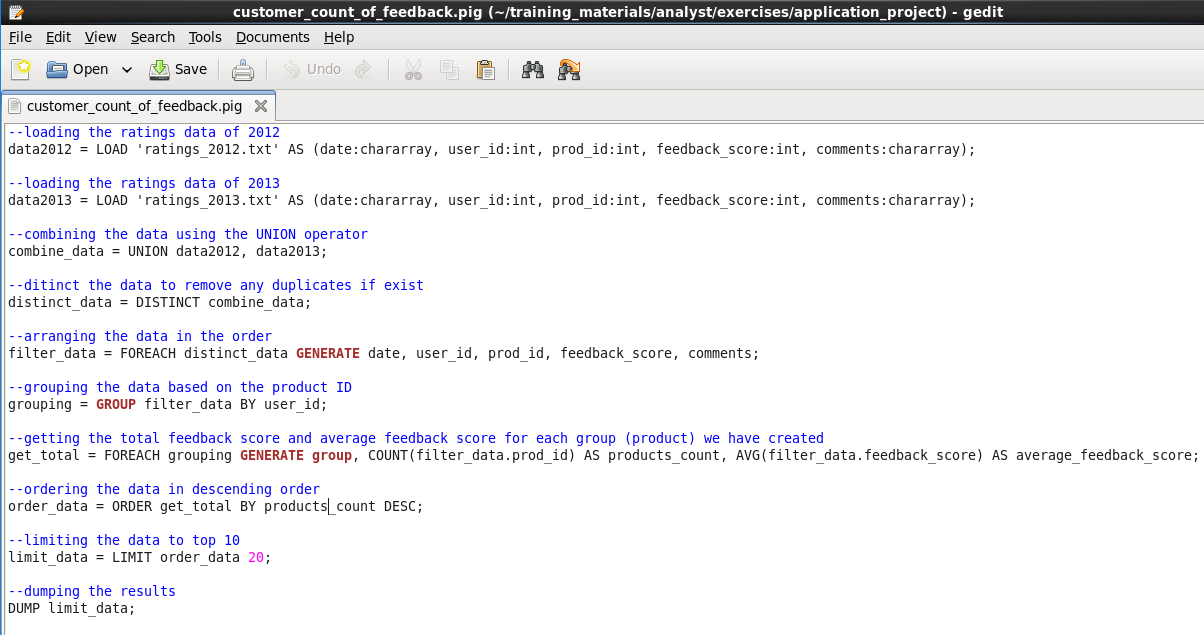 customer_count_of_feedback.pig (~/training_materials/analyst/exercises/application_project) - gedit
File Edit View Search Tools Documents Help
Open Save Undo
customer_count_of_feedback.pig
--loading the ratings data of 2012
data2012 = LOAD 'ratings_2012.txt' AS (date:chararray, user_id:int, prod_id:int, feedback_score:int, comments:chararray);
--loading the ratings data of 2013
data2013 = LOAD 'ratings_2013.txt' AS (date:chararray, user_id:int, prod_id:int, feedback_score:int, comments:chararray);
--combining the data using the UNION operator
combine_data = UNION data2012, data2013;
--ditinct the data to remove any duplicates if exist
distinct_data = DISTINCT combine_data;
--arranging the data in the order
filter_data = FOREACH distinct_data GENERATE date, user_id, prod_id, feedback_score, comments;
--grouping the data based on the product ID
grouping = GROUP filter_data BY user_id;
--getting the total feedback score and average feedback score for each group (product) we have created
get_total = FOREACH grouping GENERATE group, COUNT(filter_data.prod_id) AS products_count, AVG(filter_data.feedback_score) AS average_feedback_score;
--ordering the data in descending order
order_data = ORDER get_total BY products_count DESC;
--limiting the data to top 10
limit_data = LIMIT order_data 20;
--dumping the results
DUMP limit_data;